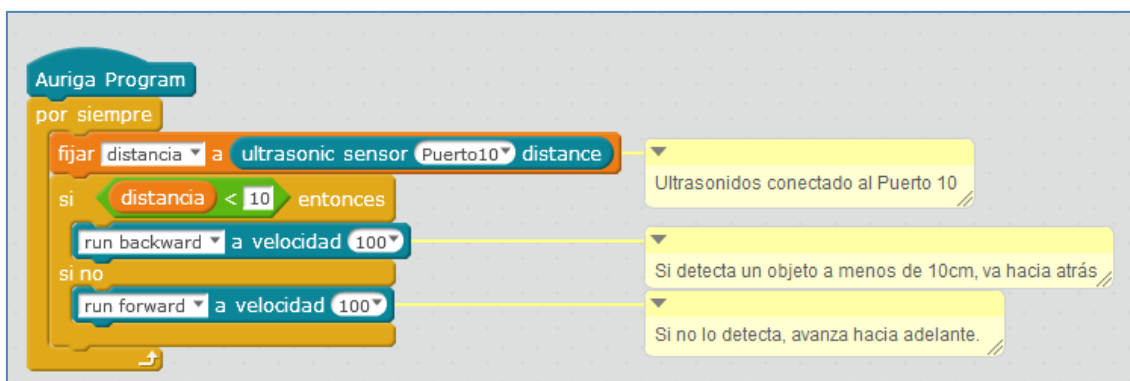 Auriga Program
por siempre
fijar distancia a ultrasonic sensor Puerto10 distance
Ultrasonidos conectado al Puerto 10
si distancia < 10 entonces
run backward a velocidad 100
Si detecta un objeto a menos de 10cm, va hacia atrás
si no
run forward a velocidad 100
Si no lo detecta, avanza hacia adelante.